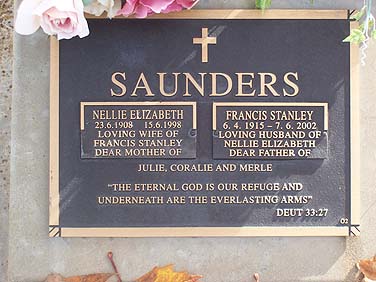 SAUNDERS
NELLIE ELIZABETH
23.6.1908 15.6.1998
LOVING WIFE OF
FRANCIS STANLEY
DEAR MOTHER OF
FRANCIS STANLEY
6. 4. 1915 – 7. 6. 2002
LOVING HUSBAND OF
NELLIE ELIZABETH
DEAR FATHER OF
JULIE, CORALIE AND MERLE
"THE ETERNAL GOD IS OUR REFUGE AND
UNDERNEATH ARE THE EVERLASTING ARMS"
DEUT 33:27
02